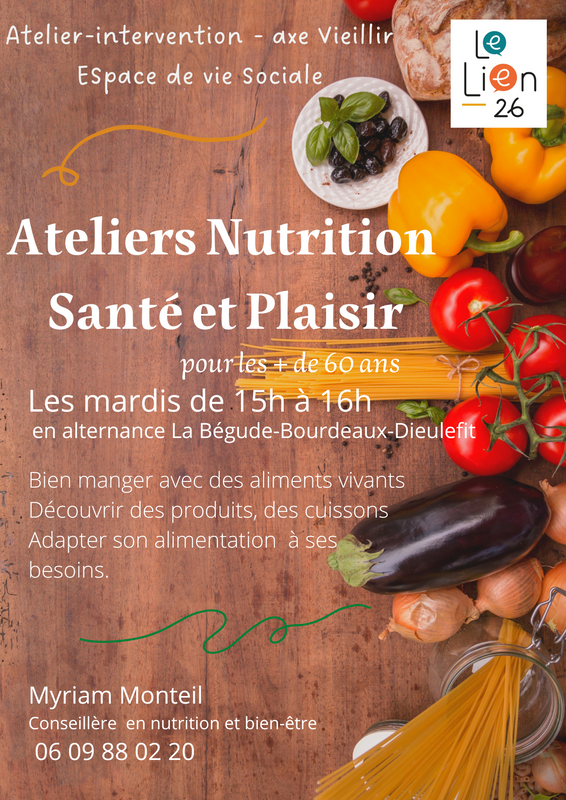 Atelier-intervention - axe Vieillir
ESpace de vie Sociale
Le
Lien
26
Ateliers Nutrition
Santé et Plaisir
pour les + de 60 ans
Les mardis de 15h à 16h
en alternance La Bégude-Bourdeaux-Dieulefit
Bien manger avec des aliments vivants
Découvrir des produits, des cuissons
Adapter son alimentation  à ses
besoins.
Myriam Monteil
Conseillère  en nutrition et bien-être
06 09 88 02 20